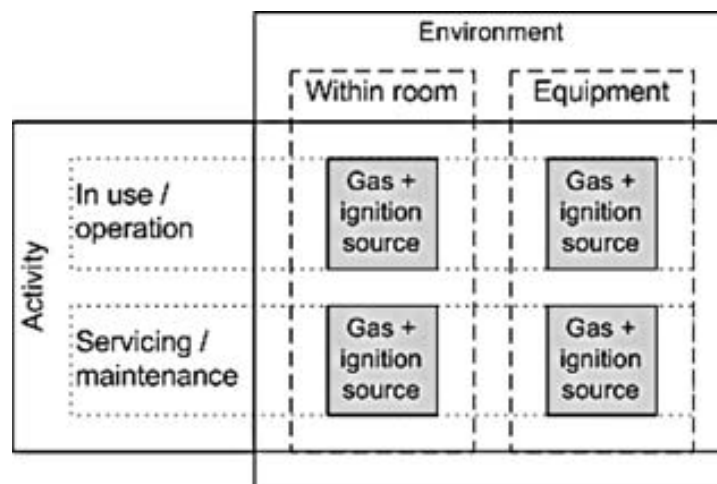 Environment
Within room
Equipment
Activity
In use /
operation
Gas +
ignition
source
Gas +
ignition
source
Servicing /
maintenance
Gas +
ignition
source
Gas +
ignition
source